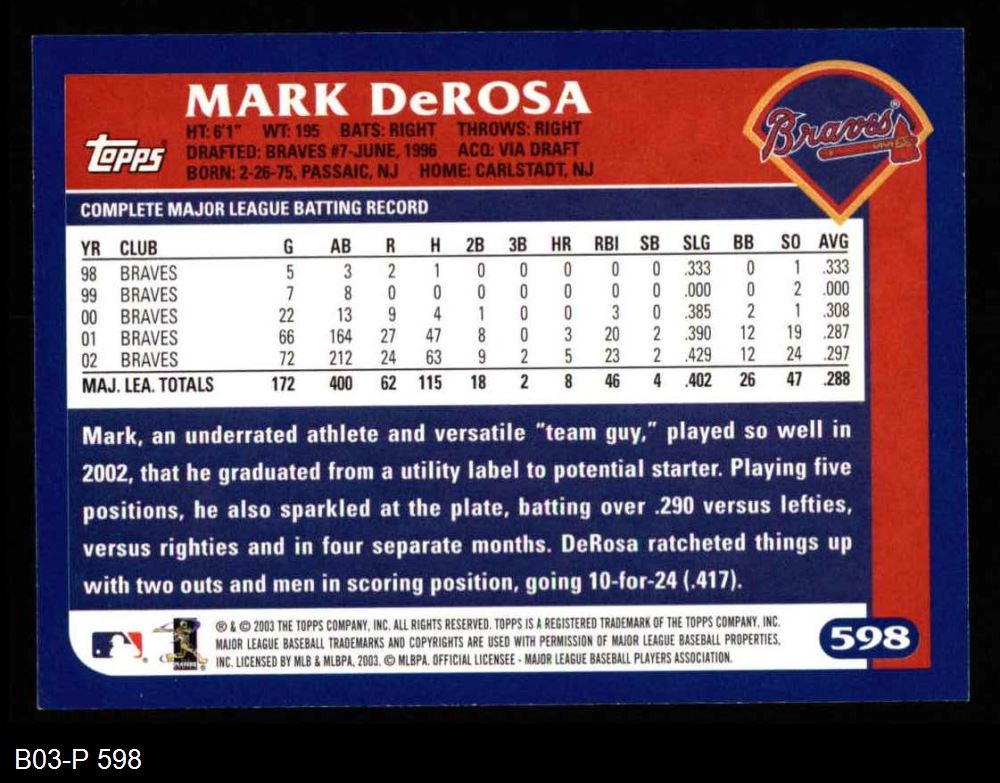 MARK DeROSA
HT: 6'1" WT: 195 BATS: RIGHT THROWS: RIGHT
DRAFTED: BRAVES #7-JUNE, 1996 ACQ: VIA DRAFT
BORN: 2-26-75, PASSAIC, NJ HOME: CARLSTADT, NJ
Topps
Braves®
COMPLETE MAJOR LEAGUE BATTING RECORD
YR CLUB G AB R H 2B 3B HR RBI SB SLG BB SO AVG
98 BRAVES 5 3 2 1 0 0 0 0 0 .333 0 1 .333
99 BRAVES 7 8 0 0 0 0 0 0 0 .000 0 2 .000
00 BRAVES 22 13 9 4 1 0 0 3 0 .385 2 1 .308
01 BRAVES 66 164 27 47 8 0 3 20 2 .390 12 19 .287
02 BRAVES 72 212 24 63 9 2 5 23 2 .429 12 24 .297
MAJ. LEA. TOTALS 172 400 62 115 18 2 8 46 4 .402 26 47 .288
Mark, an underrated athlete and versatile "team guy," played so well in
2002, that he graduated from a utility label to potential starter. Playing five
positions, he also sparkled at the plate, batting over .290 versus lefties,
versus righties and in four separate months. DeRosa ratcheted things up
with two outs and men in scoring position, going 10-for-24 (.417).
® & © 2003 THE TOPPS COMPANY, INC. ALL RIGHTS RESERVED. TOPPS IS A REGISTERED TRADEMARK OF THE TOPPS COMPANY, INC.
MAJOR LEAGUE BASEBALL TRADEMARKS AND COPYRIGHTS ARE USED WITH PERMISSION OF MAJOR LEAGUE BASEBALL PROPERTIES,
INC. LICENSED BY MLB & MLBPA, 2003. © MLBPA. OFFICIAL LICENSEE - MAJOR LEAGUE BASEBALL PLAYERS ASSOCIATION.
598
B03-P 598